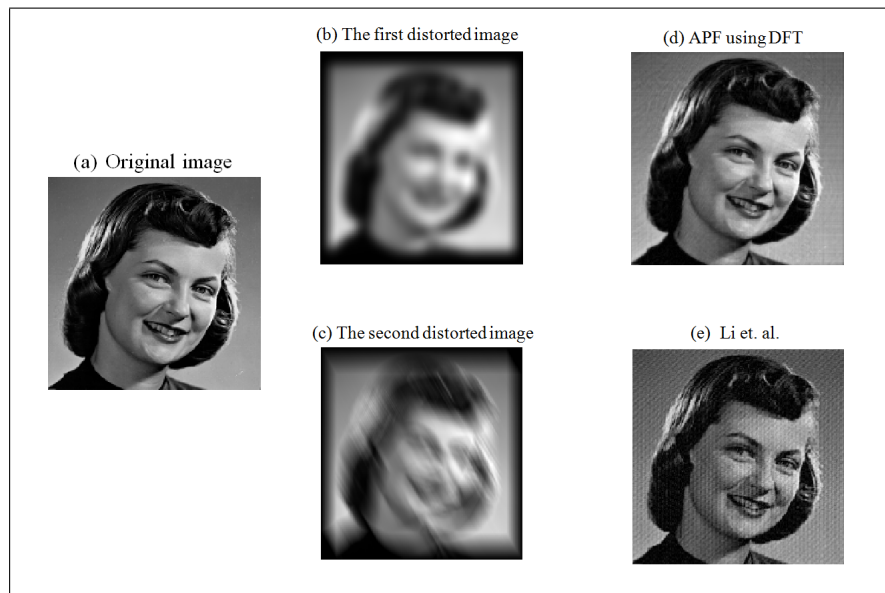 (a) Original image
(b) The first distorted image
(c) The second distorted image
(d) APF using DFT
(e) Li et. al.